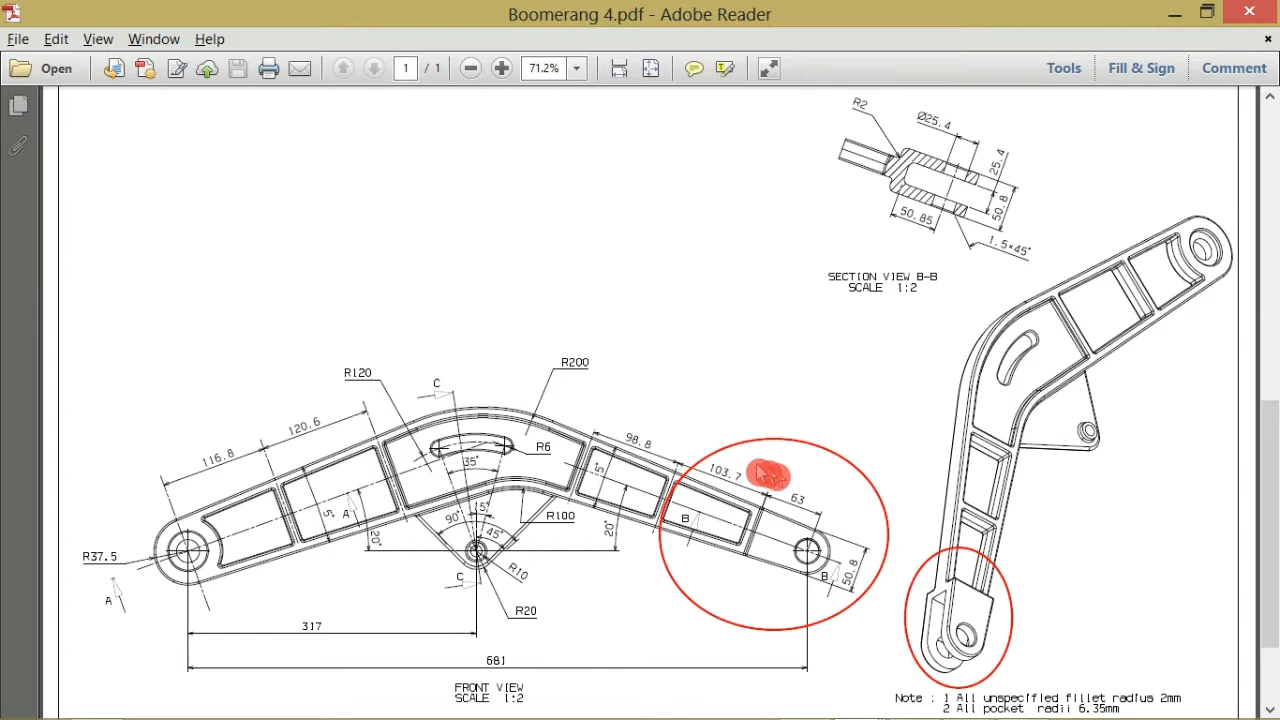 Boomerang 4.pdf - Adobe Reader
File Edit View Window Help
Open 1 / 1 71.2% Tools Fill & Sign Comment
R2
Ø25.4
25.4
50.8
50.85
1.5×45°
SECTION VIEW B-B
SCALE 1:2
R120
C
R200
120.6
116.8
R6
35°
98.8
103.7
63
5°
A
5°
20°
90°
5°
45°
R100
20°
B
B
50.8
R37.5
A
C
R10
R20
317
681
FRONT VIEW
SCALE 1:2
Note : 1 All unspecified fillet radius 2mm
2 All pocket radii 6.35mm